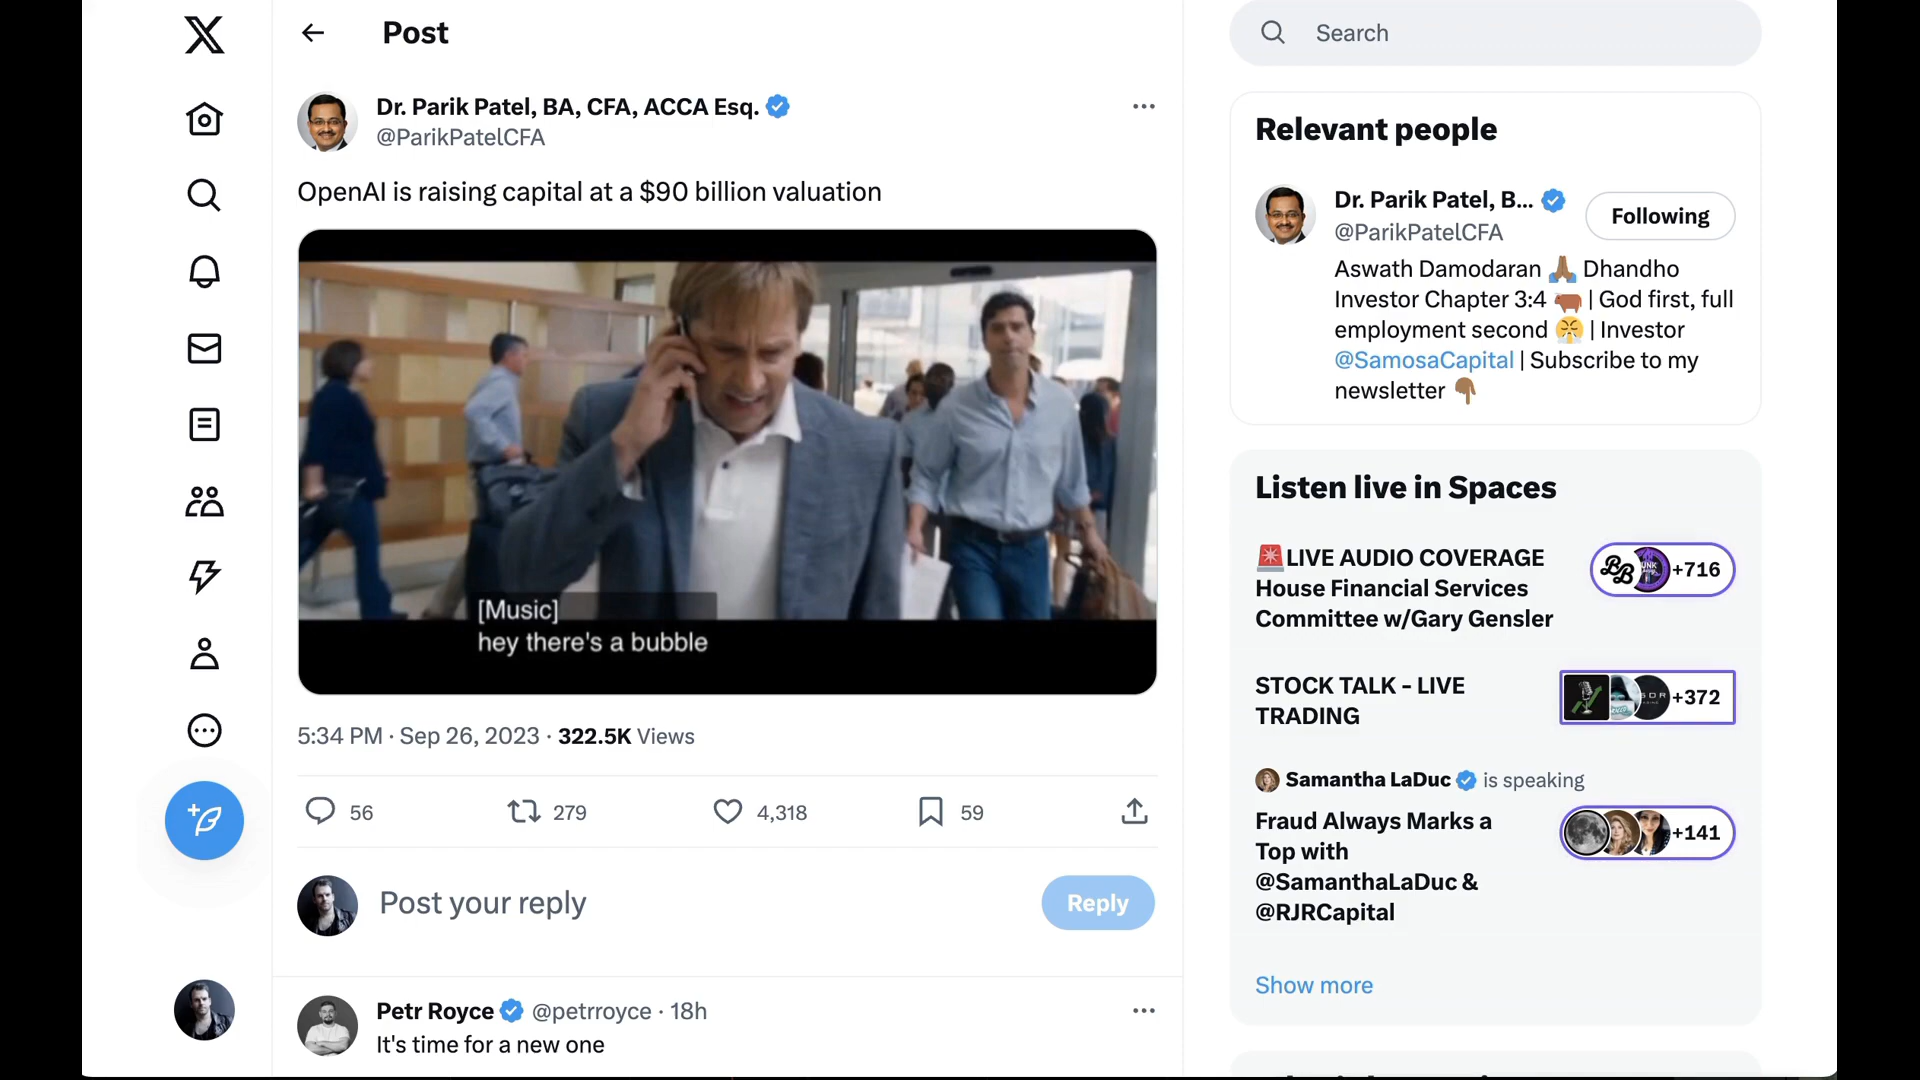 Post
Search
Dr. Parik Patel, BA, CFA, ACCA Esq.
@ParikPatelCFA
OpenAI is raising capital at a $90 billion valuation
[Music]
hey there's a bubble
5:34 PM · Sep 26, 2023 · 322.5K Views
56
279
4,318
59
Post your reply
Reply
Petr Royce @petrroyce · 18h
It's time for a new one
Relevant people
Dr. Parik Patel, B...
@ParikPatelCFA
Following
Aswath Damodaran 🙏🏾 Dhandho
Investor Chapter 3:4 🐂 | God first, full
employment second 😤 | Investor
@SamosaCapital | Subscribe to my
newsletter 👇🏾
Listen live in Spaces
🚨LIVE AUDIO COVERAGE
House Financial Services
Committee w/Gary Gensler
+716
STOCK TALK - LIVE
TRADING
+372
Samantha LaDuc is speaking
Fraud Always Marks a
Top with
@SamanthaLaDuc &
@RJRCapital
+141
Show more